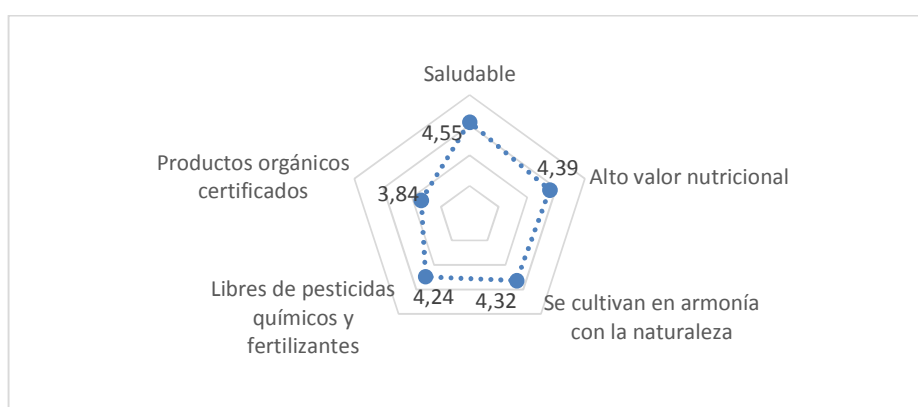 Saludable
4,55
4,39
Alto valor nutricional
Productos orgánicos
certificados
3,84
Se cultivan en armonía
con la naturaleza
4,32
Libres de pesticidas
químicos y
fertilizantes
4,24